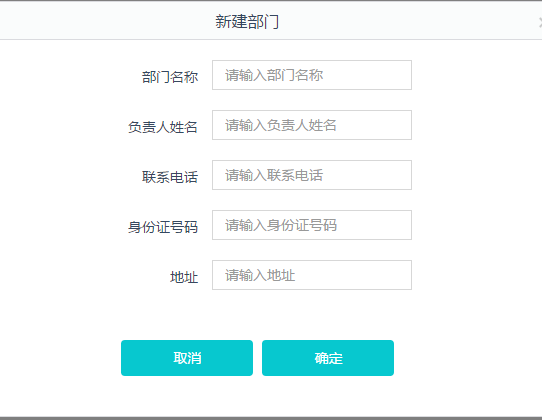 新建部门
部门名称 请输入部门名称
负责人姓名 请输入负责人姓名
联系电话 请输入联系电话
身份证号码 请输入身份证号码
地址 请输入地址
取消 确定